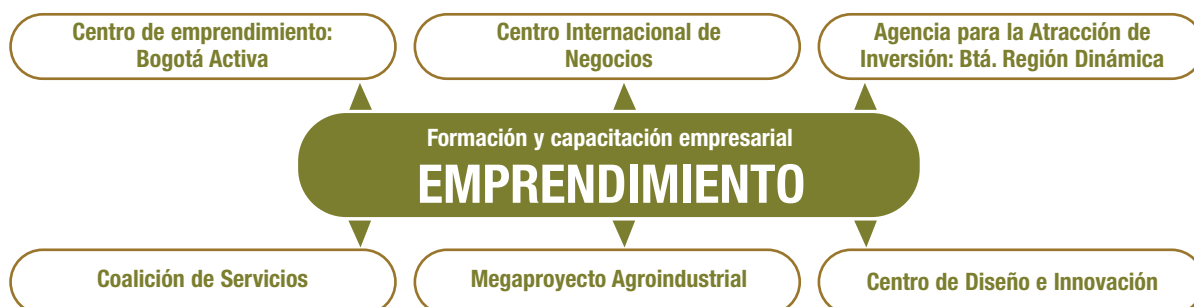 Centro de emprendimiento:
Bogotá Activa
Centro Internacional de
Negocios
Agencia para la Atracción de
Inversión: Btá. Región Dinámica
Formación y capacitación empresarial
EMPRENDIMIENTO
Coalición de Servicios
Megaproyecto Agroindustrial
Centro de Diseño e Innovación